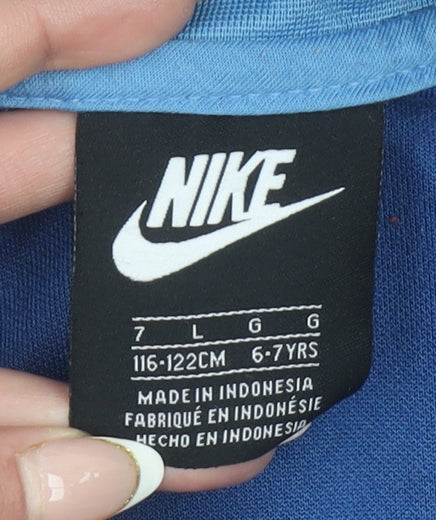 NIKE
7 L G G
116-122CM 6-7YRS
MADE IN INDONESIA
FABRIQUÉ EN INDONÉSIE
HECHO EN INDONESIA